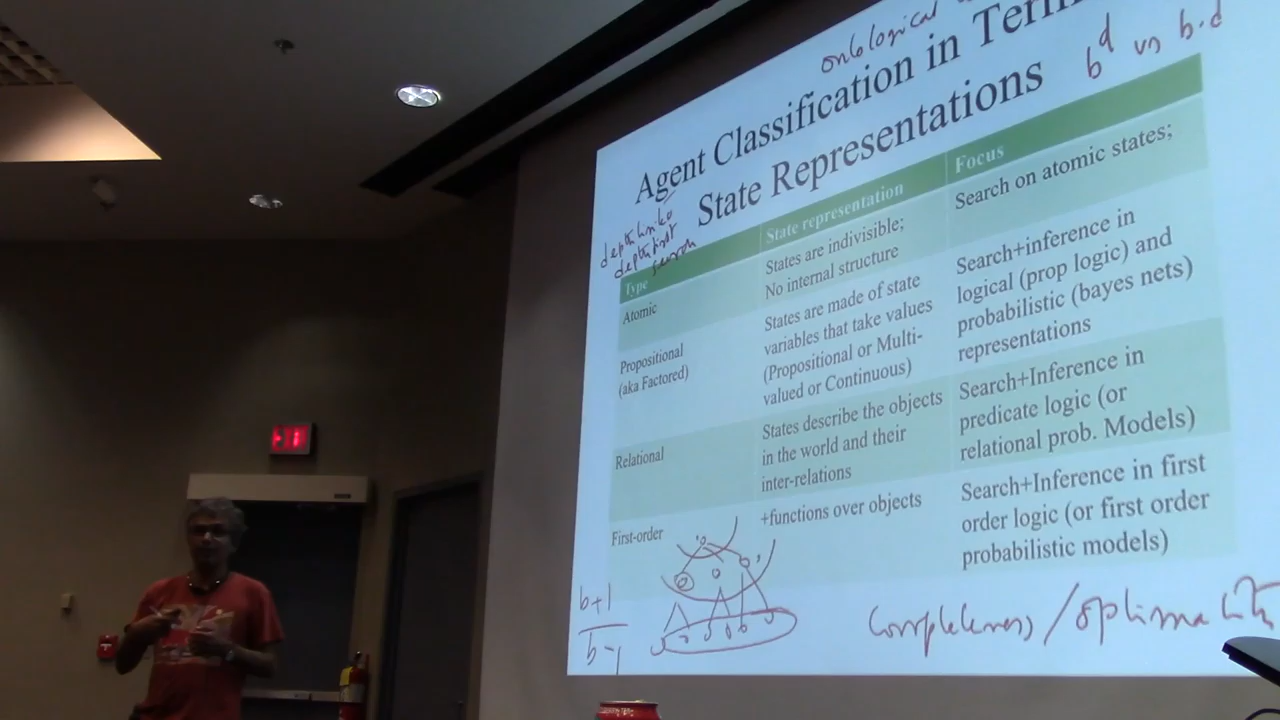 ontological
b^d vs b.d
Agent Classification in Term
State Representations
depth limited
depth first
search
Type
State representation
Focus
Atomic
States are indivisible;
No internal structure
Search on atomic states;
Propositional
(aka Factored)
States are made of state
variables that take values
(Propositional or Multi-
valued or Continuous)
Search+inference in
logical (prop logic) and
probabilistic (bayes nets)
representations
Relational
States describe the objects
in the world and their
inter-relations
Search+Inference in
predicate logic (or
relational prob. Models)
First-order
+functions over objects
Search+Inference in first
order logic (or first order
probabilistic models)
b+1
b-1
Completeness/optimality